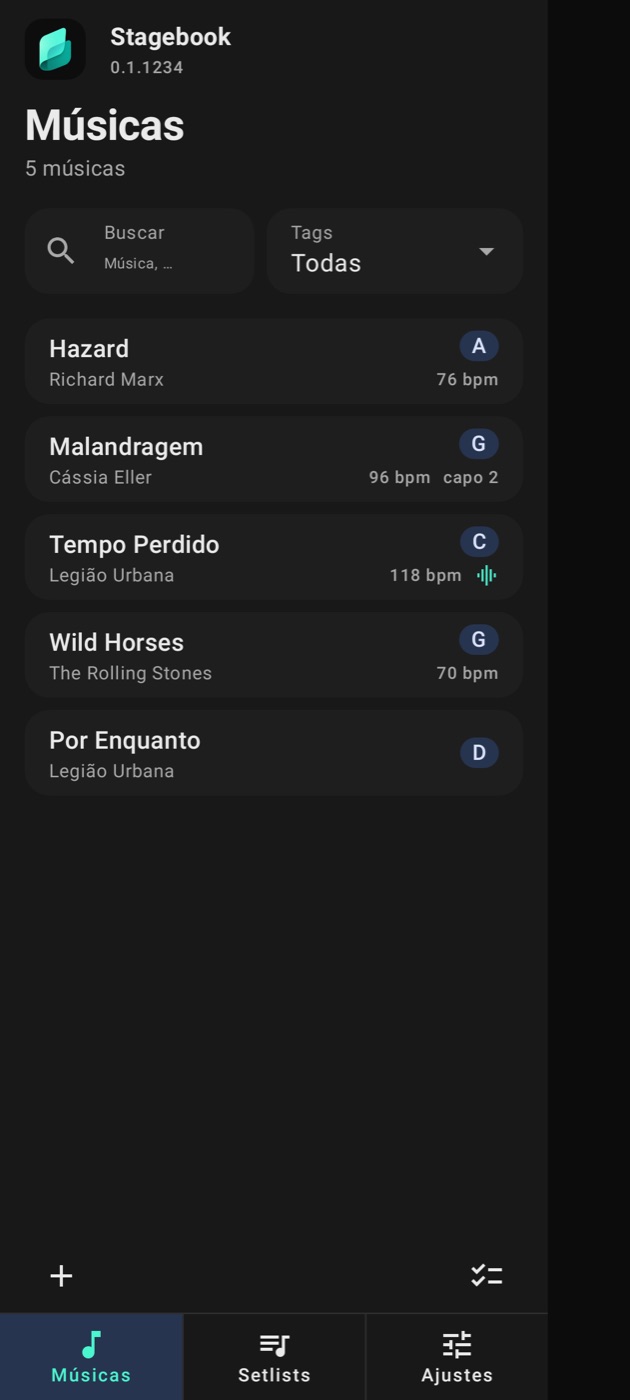 Stagebook
0.1.1234
Músicas
5 músicas
Buscar
Música, …
Tags
Todas
Hazard
A
Richard Marx
76 bpm
Malandragem
G
Cássia Eller
96 bpm capo 2
Tempo Perdido
C
Legião Urbana
118 bpm
Wild Horses
G
The Rolling Stones
70 bpm
Por Enquanto
D
Legião Urbana
Músicas
Setlists
Ajustes